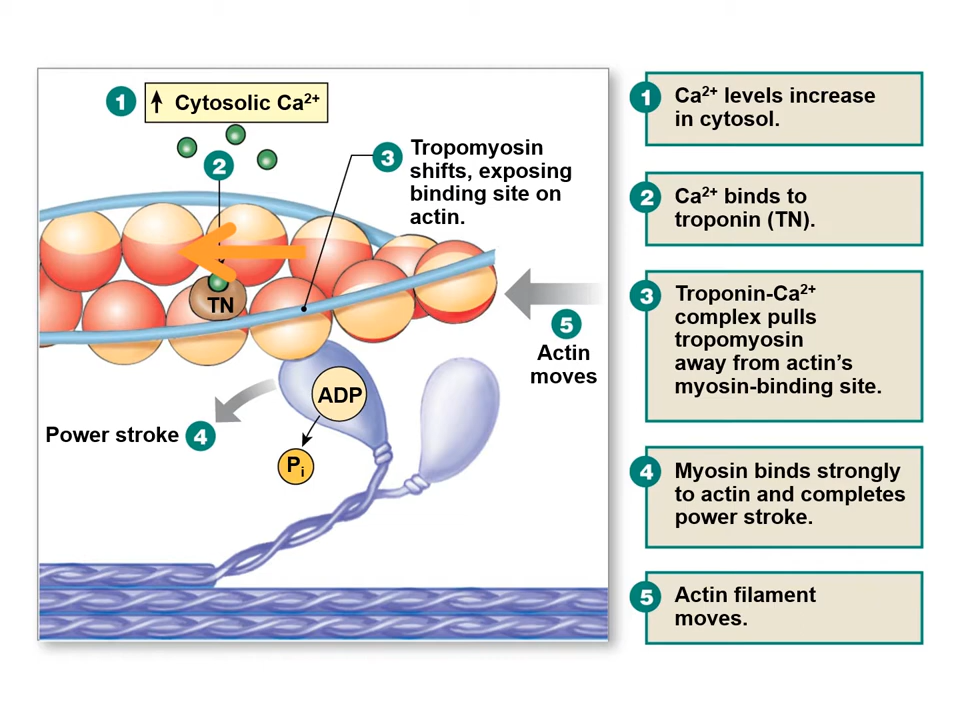 1 ↑ Cytosolic Ca²⁺
2
3 Tropomyosin
shifts, exposing
binding site on
actin.
TN
5
Actin
moves
ADP
Power stroke 4
Pᵢ
1 Ca²⁺ levels increase
in cytosol.
2 Ca²⁺ binds to
troponin (TN).
3 Troponin-Ca²⁺
complex pulls
tropomyosin
away from actin’s
myosin-binding site.
4 Myosin binds strongly
to actin and completes
power stroke.
5 Actin filament
moves.